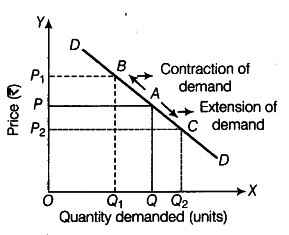 Y
D
B
Contraction of
demand
P₁
A
P
Extension of
demand
P₂
C
Price (₹)
D
O
Q₁
Q
Q₂
X
Quantity demanded (units)